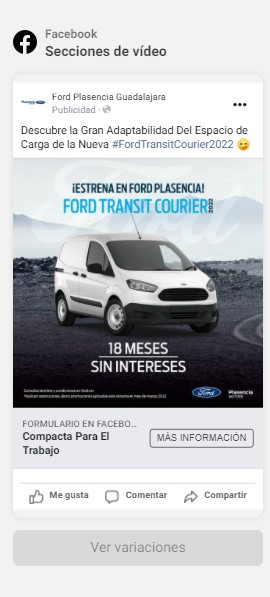 Facebook
Secciones de vídeo
Ford Plasencia Guadalajara
Publicidad ·
Descubre la Gran Adaptabilidad Del Espacio de
Carga de la Nueva #FordTransitCourier2022 😉
¡ESTRENA EN FORD PLASENCIA!
FORD TRANSIT COURIER 2022
18 MESES
SIN INTERESES
Ford
Plasencia
FORMULARIO EN FACEBO...
Compacta Para El
Trabajo
MÁS INFORMACIÓN
Me gusta
Comentar
Compartir
Ver variaciones